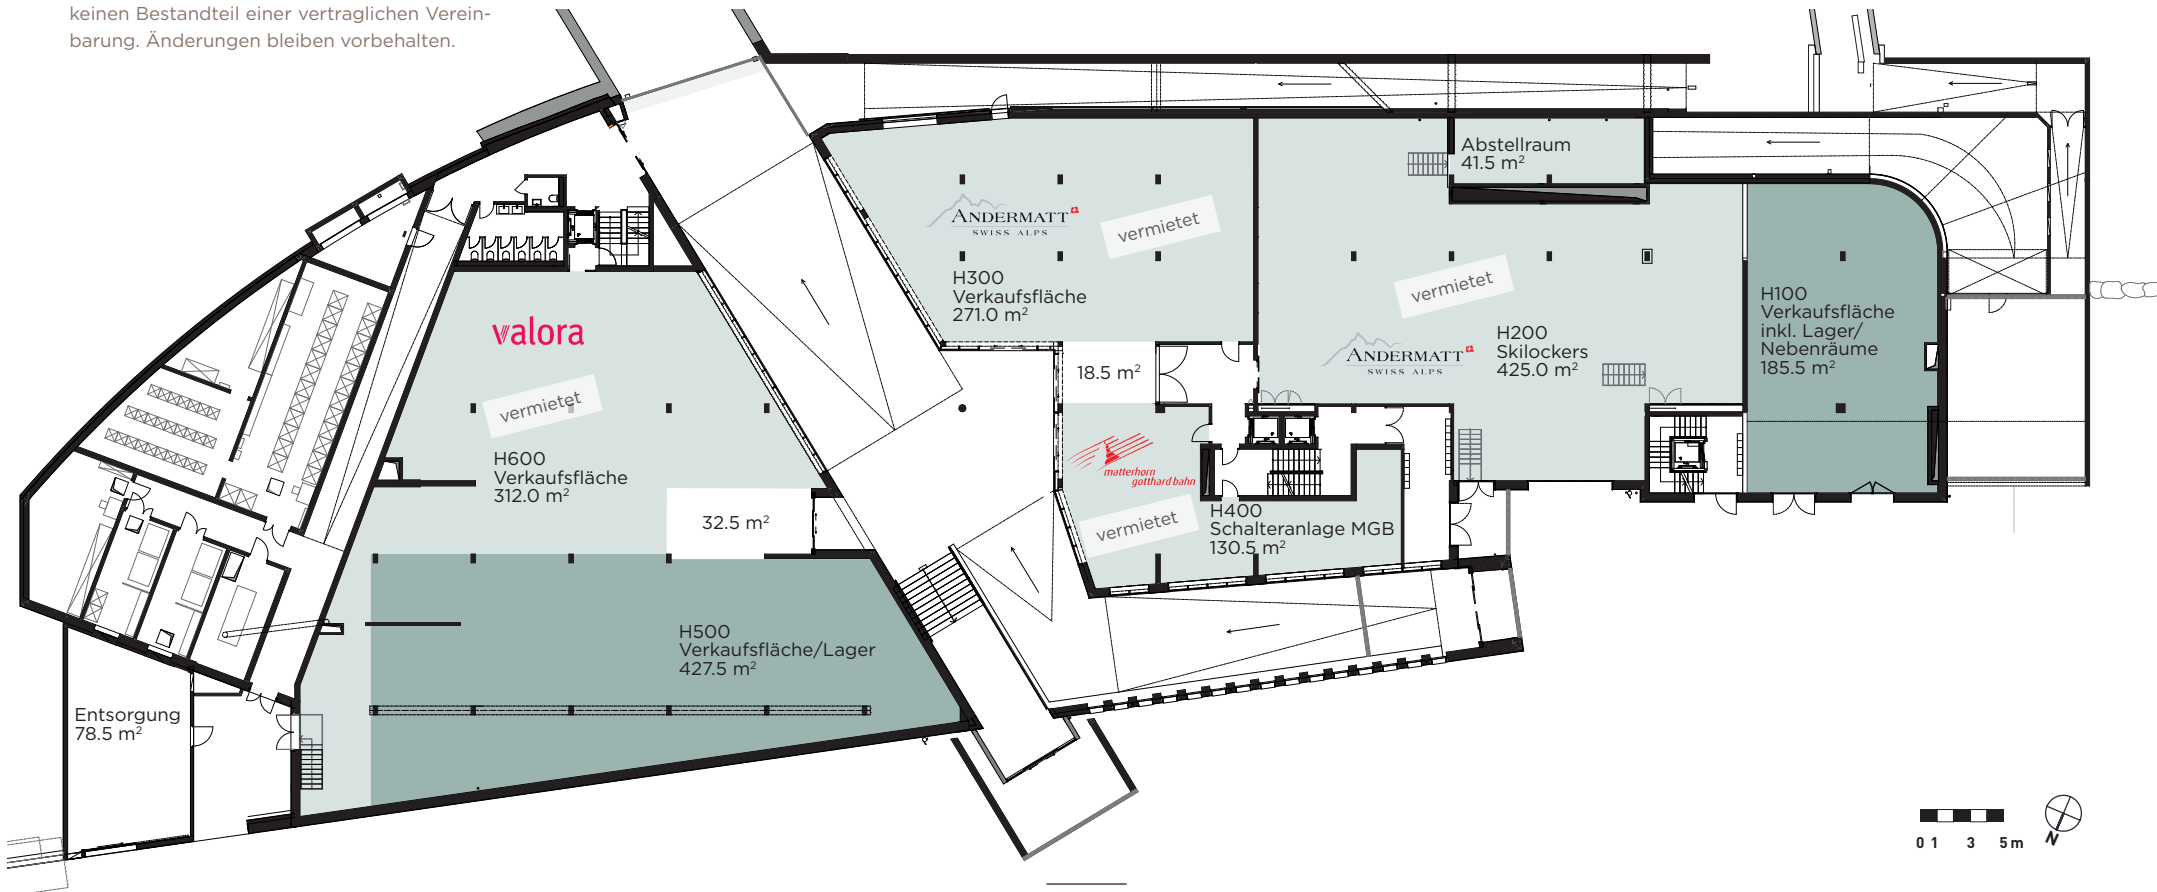 keinen Bestandteil einer vertraglichen Verein-
barung. Änderungen bleiben vorbehalten.
Abstellraum
41.5 m²
ANDERMATT
SWISS ALPS
vermietet
H300
Verkaufsfläche
271.0 m²
vermietet
ANDERMATT
SWISS ALPS
H200
Skilockers
425.0 m²
H100
Verkaufsfläche
inkl. Lager/
Nebenräume
185.5 m²
valora
vermietet
H600
Verkaufsfläche
312.0 m²
18.5 m²
32.5 m²
matterhorn
gotthard bahn
vermietet
H400
Schalteranlage MGB
130.5 m²
H500
Verkaufsfläche/Lager
427.5 m²
Entsorgung
78.5 m²
0 1 3 5 m
N